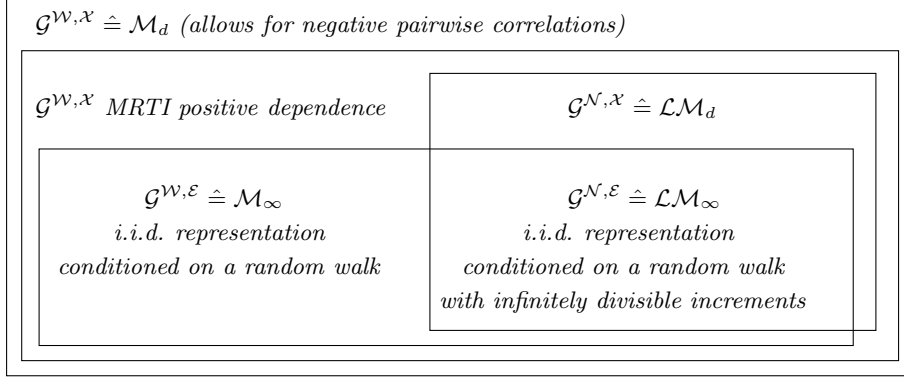 𝒢^{𝒲,𝒳} ≙ ℳ_d (allows for negative pairwise correlations)
𝒢^{𝒲,𝒳} MRTI positive dependence
𝒢^{𝒩,𝒳} ≙ ℒℳ_d
𝒢^{𝒲,ℰ} ≙ ℳ_∞
i.i.d. representation
conditioned on a random walk
𝒢^{𝒩,ℰ} ≙ ℒℳ_∞
i.i.d. representation
conditioned on a random walk
with infinitely divisible increments